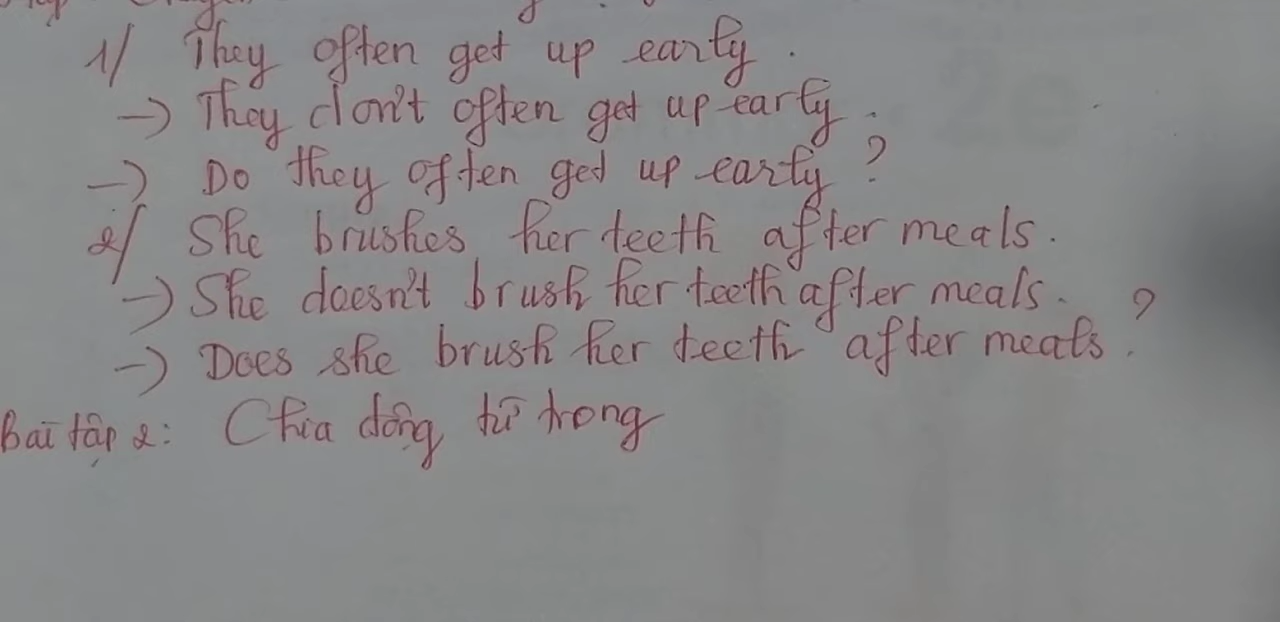 1/ They often get up early.
→ They don't often get up early.
→ Do they often get up early?
2/ She brushes her teeth after meals.
→ She doesn't brush her teeth after meals.
→ Does she brush her teeth after meals?
Bài tập 2: Chia động từ trong